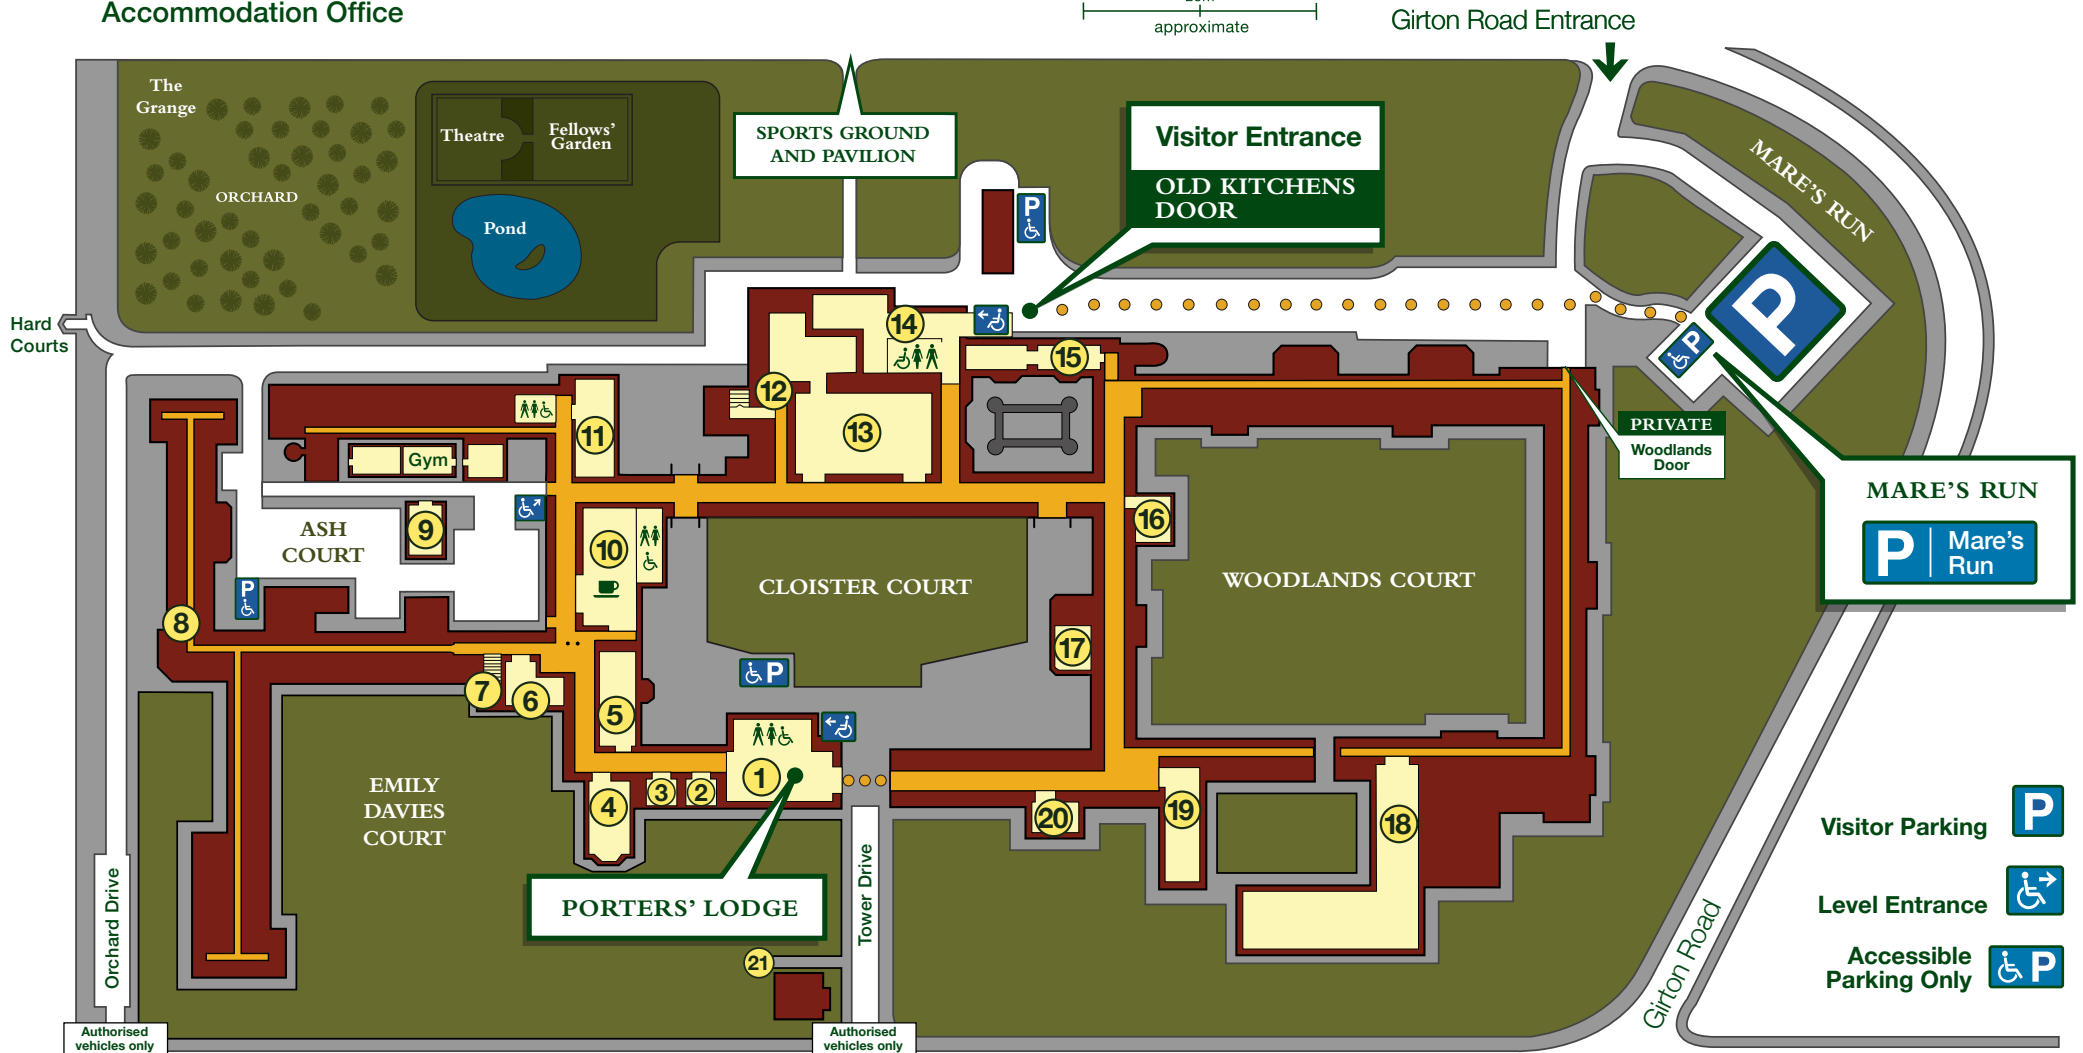 Accommodation Office
approximate
Girton Road Entrance
The
Grange
Theatre
Fellows'
Garden
ORCHARD
Pond
SPORTS GROUND
AND PAVILION
Visitor Entrance
OLD KITCHENS
DOOR
P
MARE'S RUN
P
P
Hard
Courts
14
15
12
13
11
Gym
PRIVATE
Woodlands
Door
MARE'S RUN
P
Mare's
Run
9
ASH
COURT
10
16
CLOISTER COURT
WOODLANDS COURT
P
8
17
P
7
6
5
1
2
3
4
EMILY
DAVIES
COURT
20
19
18
PORTERS' LODGE
Tower Drive
Orchard Drive
21
Girton Road
Visitor Parking
P
Level Entrance
Accessible
Parking Only
P
Authorised
vehicles only
Authorised
vehicles only